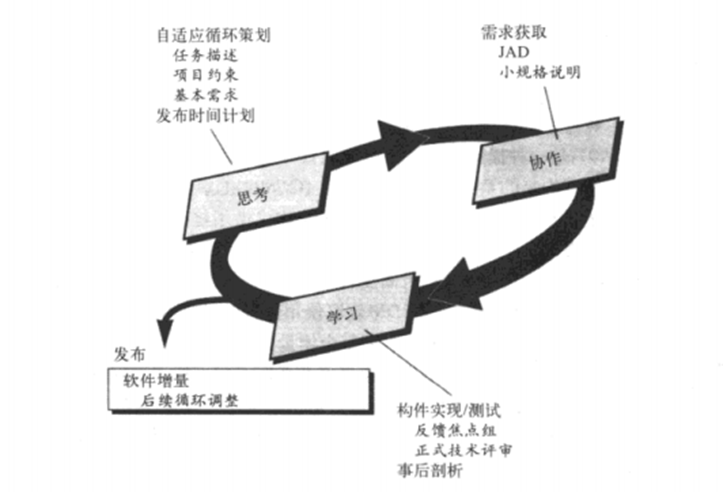 自适应循环策划
任务描述
项目约束
基本需求
发布时间计划
需求获取
JAD
小规格说明
思考
协作
学习
发布
软件增量
后续循环调整
构件实现/测试
反馈焦点组
正式技术评审
事后剖析